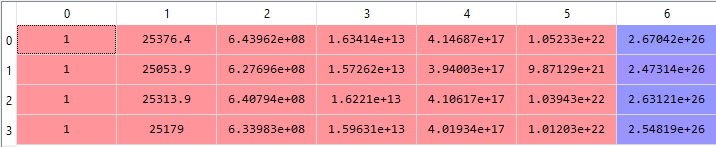 0 1 2 3 4 5 6
0 1 25376.4 6.43962e+08 1.63414e+13 4.14687e+17 1.05233e+22 2.67042e+26
1 1 25053.9 6.27696e+08 1.57262e+13 3.94003e+17 9.87129e+21 2.47314e+26
2 1 25313.9 6.40794e+08 1.6221e+13 4.10617e+17 1.03943e+22 2.63121e+26
3 1 25179 6.33983e+08 1.59631e+13 4.01934e+17 1.01203e+22 2.54819e+26